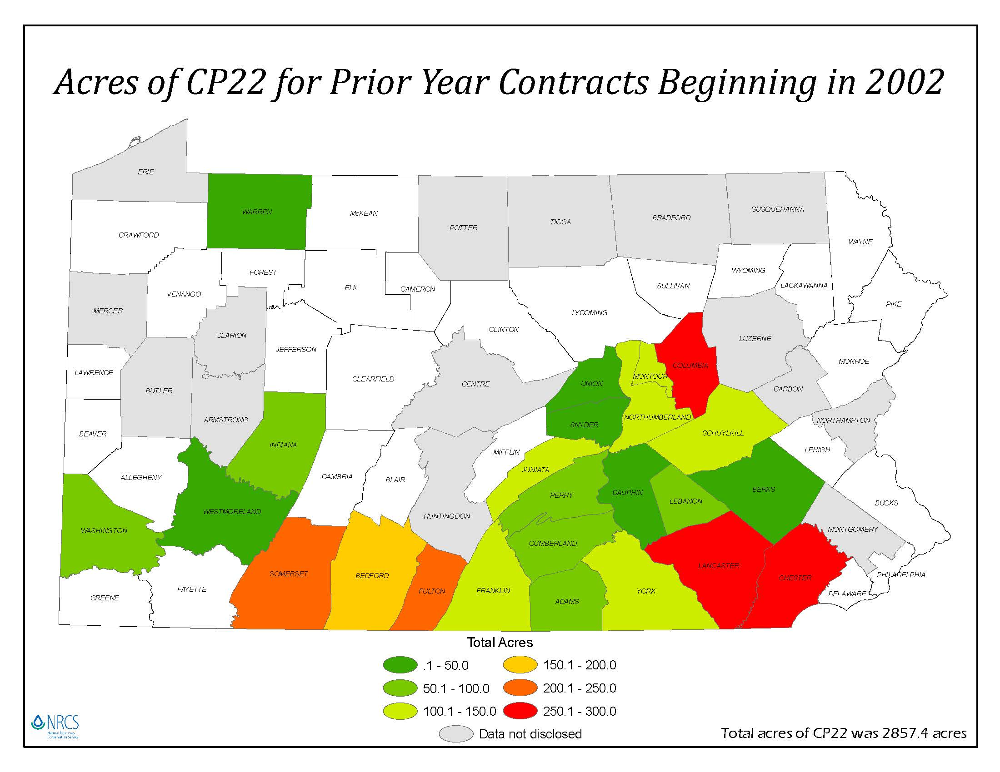 Acres of CP22 for Prior Year Contracts Beginning in 2002
ERIE
WARREN
McKEAN
CRAWFORD
POTTER
TIOGA
BRADFORD
SUSQUEHANNA
WAYNE
FOREST
VENANGO
ELK
CAMERON
SULLIVAN
WYOMING
LACKAWANNA
PIKE
MERCER
CLARION
JEFFERSON
CLINTON
LYCOMING
LUZERNE
COLUMBIA
MONROE
LAWRENCE
BUTLER
CLEARFIELD
CENTRE
UNION
MONTOUR
CARBON
ARMSTRONG
BEAVER
INDIANA
SNYDER
NORTHUMBERLAND
SCHUYLKILL
NORTHAMPTON
LEHIGH
ALLEGHENY
CAMBRIA
BLAIR
MIFFLIN
JUNIATA
PERRY
DAUPHIN
LEBANON
BERKS
BUCKS
WESTMORELAND
WASHINGTON
HUNTINGDON
CUMBERLAND
MONTGOMERY
GREENE
FAYETTE
SOMERSET
BEDFORD
FULTON
FRANKLIN
ADAMS
YORK
LANCASTER
CHESTER
PHILADELPHIA
DELAWARE
Total Acres
.1 - 50.0
150.1 - 200.0
50.1 - 100.0
200.1 - 250.0
100.1 - 150.0
250.1 - 300.0
Data not disclosed
NRCS
Natural Resources
Conservation Service
Total acres of CP22 was 2857.4 acres